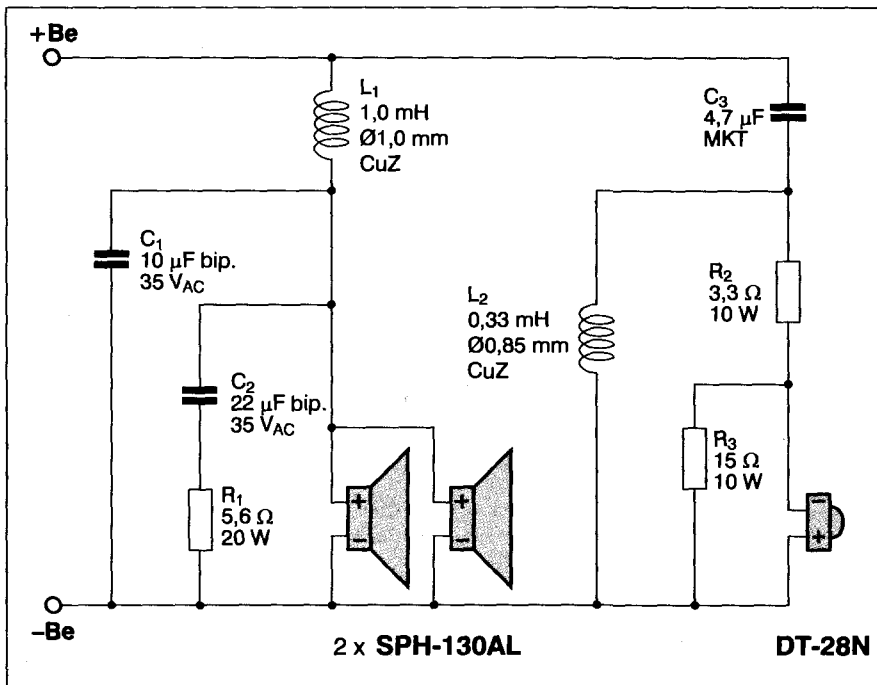 +Be
L₁
1,0 mH
Ø1,0 mm
CuZ
C₃
4,7 µF
MKT
C₁
10 µF bip.
35 V_AC
L₂
0,33 mH
Ø0,85 mm
CuZ
R₂
3,3 Ω
10 W
C₂
22 µF bip.
35 V_AC
R₁
5,6 Ω
20 W
+
−
+
−
R₃
15 Ω
10 W
−
+
−Be
2 x SPH-130AL
DT-28N